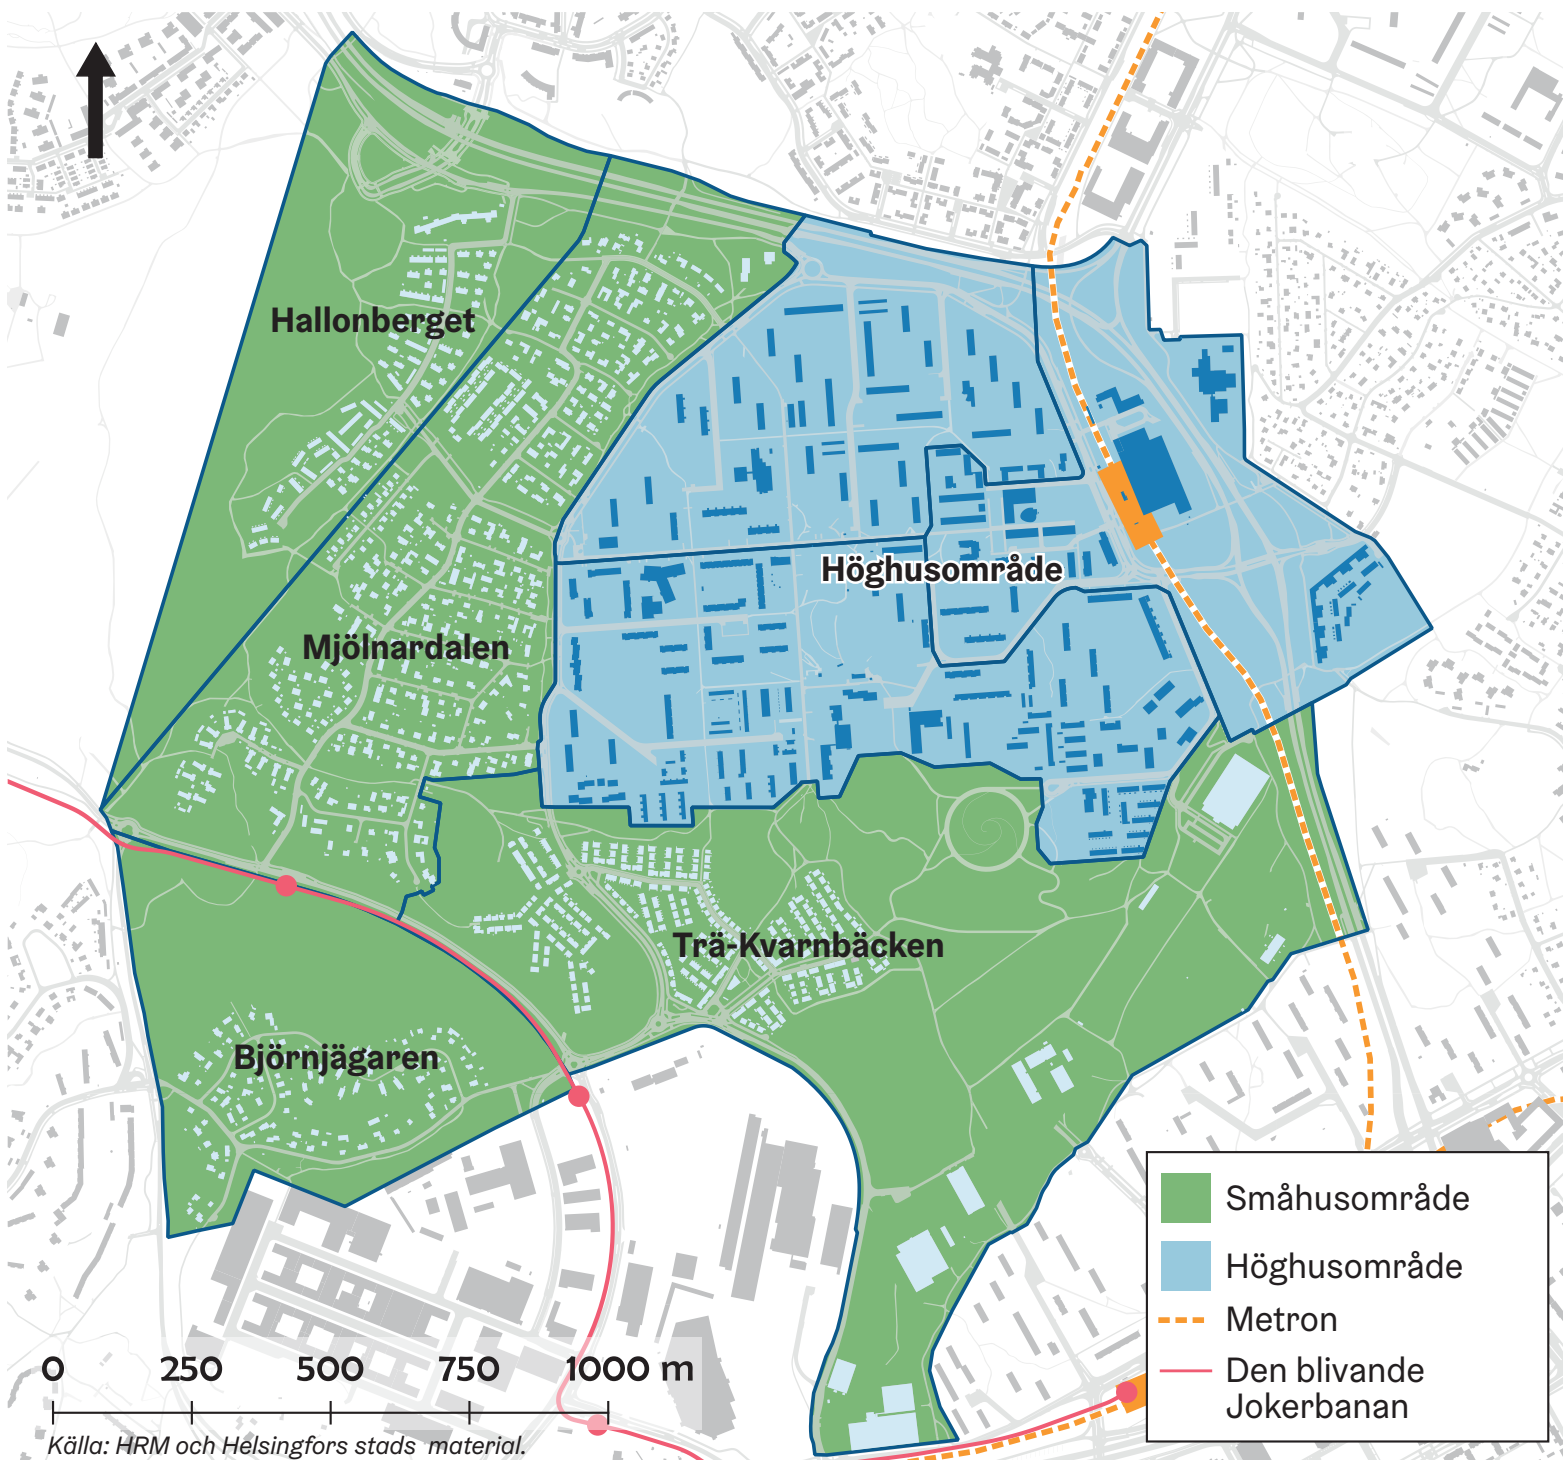 Hallonberget
Höghusområde
Mjölnardalen
Trä-Kvarnbäcken
Björnjägaren
Småhusområde
Höghusområde
Metron
Den blivande
Jokerbanan
0 250 500 750 1000 m
Källa: HRM och Helsingfors stads material.